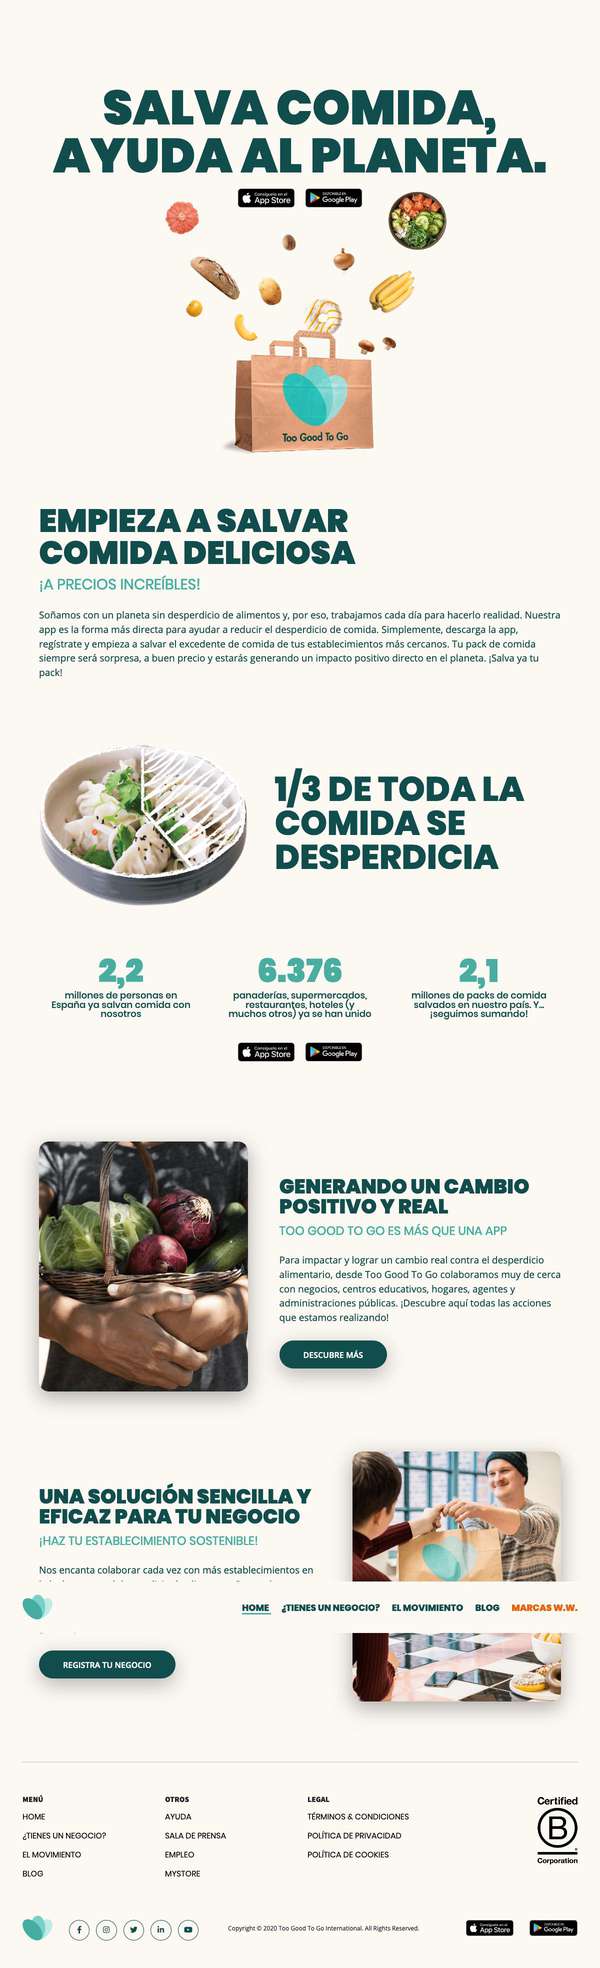 SALVA COMIDA,
AYUDA AL PLANETA.
Consíguelo en el
App Store
DISPONIBLE EN
Google Play
Too Good To Go
EMPIEZA A SALVAR
COMIDA DELICIOSA
¡A PRECIOS INCREÍBLES!
Soñamos con un planeta sin desperdicio de alimentos y, por eso, trabajamos cada día para hacerlo realidad. Nuestra
app es la forma más directa para ayudar a reducir el desperdicio de comida. Simplemente, descarga la app,
regístrate y empieza a salvar el excedente de comida de tus establecimientos más cercanos. Tu pack de comida
siempre será sorpresa, a buen precio y estarás generando un impacto positivo directo en el planeta. ¡Salva ya tu
pack!
1/3 DE TODA LA
COMIDA SE
DESPERDICIA
2,2
millones de personas en
España ya salvan comida con
nosotros
6.376
panaderías, supermercados,
restaurantes, hoteles (y
muchos otros) ya se han unido
2,1
millones de packs de comida
salvados en nuestro país. Y...
¡seguimos sumando!
Consíguelo en el
App Store
DISPONIBLE EN
Google Play
GENERANDO UN CAMBIO
POSITIVO Y REAL
TOO GOOD TO GO ES MÁS QUE UNA APP
Para impactar y lograr un cambio real contra el desperdicio
alimentario, desde Too Good To Go colaboramos muy de cerca
con negocios, centros educativos, hogares, agentes y
administraciones públicas. ¡Descubre aquí todas las acciones
que estamos realizando!
DESCUBRE MÁS
UNA SOLUCIÓN SENCILLA Y
EFICAZ PARA TU NEGOCIO
¡HAZ TU ESTABLECIMIENTO SOSTENIBLE!
Nos encanta colaborar cada vez con más establecimientos en
HOME ¿TIENES UN NEGOCIO? EL MOVIMIENTO BLOG MARCAS W.W.
REGISTRA TU NEGOCIO
MENÚ
HOME
¿TIENES UN NEGOCIO?
EL MOVIMIENTO
BLOG
OTROS
AYUDA
SALA DE PRENSA
EMPLEO
MYSTORE
LEGAL
TÉRMINOS & CONDICIONES
POLÍTICA DE PRIVACIDAD
POLÍTICA DE COOKIES
Certified
B
Corporation
Copyright © 2020 Too Good To Go International. All Rights Reserved.
Consíguelo en el
App Store
DISPONIBLE EN
Google Play